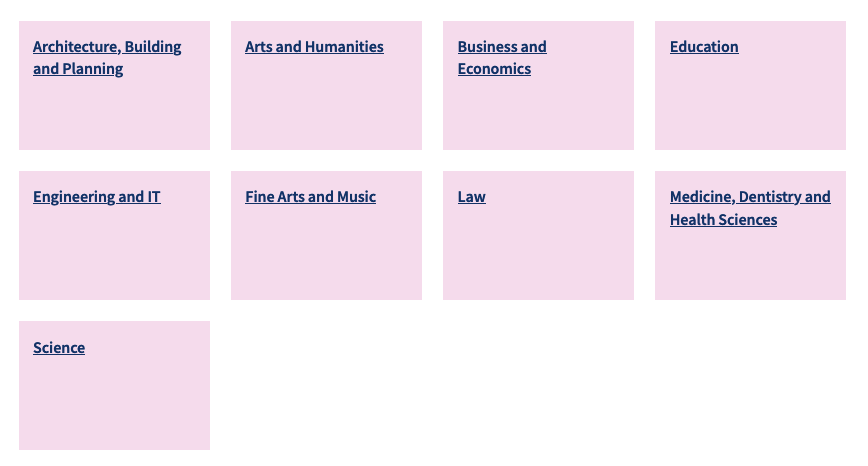 Architecture, Building
and Planning
Arts and Humanities
Business and
Economics
Education
Engineering and IT
Fine Arts and Music
Law
Medicine, Dentistry and
Health Sciences
Science